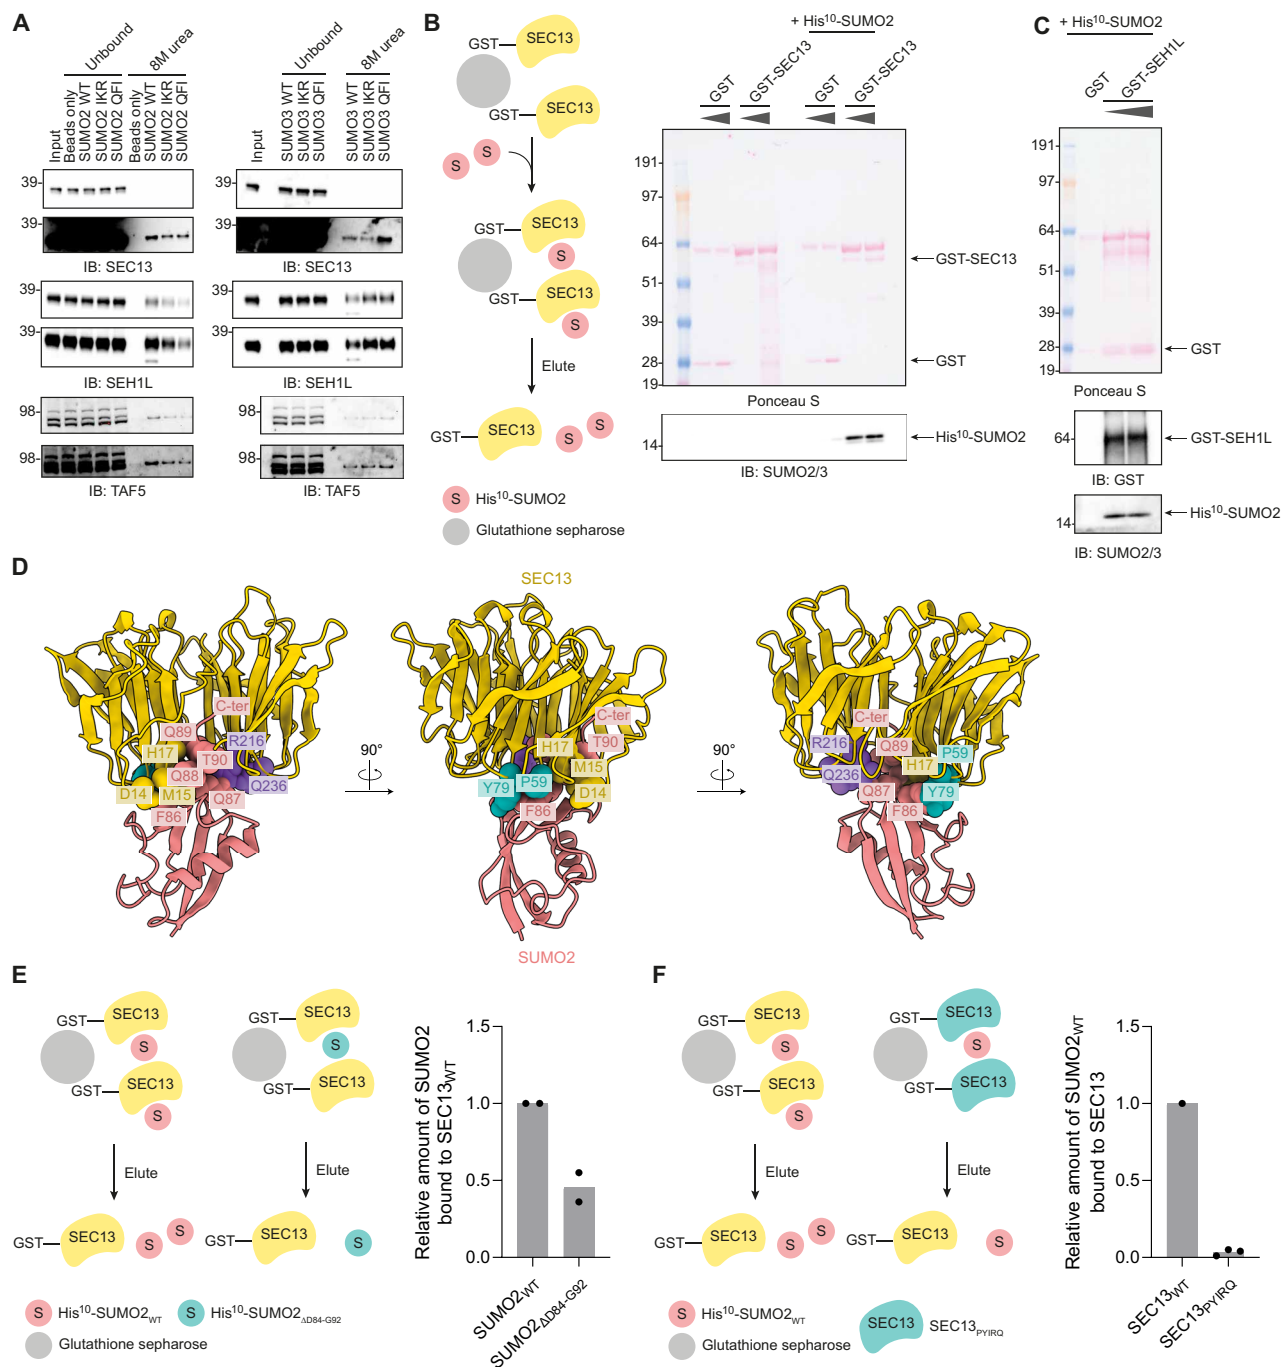 A
Unbound
8M urea
Input
Beads only
SUMO2 WT
SUMO2 IKR
SUMO2 QFI
Beads only
SUMO2 WT
SUMO2 IKR
SUMO2 QFI
39
39
IB: SEC13
39
39
IB: SEH1L
98
98
IB: TAF5
Unbound
8M urea
Input
SUMO3 WT
SUMO3 IKR
SUMO3 QFI
SUMO3 WT
SUMO3 IKR
SUMO3 QFI
39
39
IB: SEC13
39
39
IB: SEH1L
98
98
IB: TAF5
B
GST
SEC13
GST
SEC13
S
S
GST
SEC13
S
GST
SEC13
S
Elute
GST
SEC13
S
S
S His¹⁰-SUMO2
Glutathione sepharose
+ His¹⁰-SUMO2
GST
GST-SEC13
GST
GST-SEC13
191
97
64
51
39
28
19
GST-SEC13
GST
Ponceau S
14
His¹⁰-SUMO2
IB: SUMO2/3
C
+ His¹⁰-SUMO2
GST
GST-SEH1L
191
97
64
51
39
28
19
GST
Ponceau S
64
GST-SEH1L
IB: GST
14
His¹⁰-SUMO2
IB: SUMO2/3
D
SEC13
C-ter
Q89
R216
H17
T90
Q88
Q236
D14
M15
Q87
F86
90°
C-ter
H17
T90
P59
M15
Y79
D14
F86
SUMO2
90°
C-ter
R216
Q89
P59
H17
Q236
Q87
Y79
F86
E
GST
SEC13
S
GST
SEC13
S
Elute
GST
SEC13
S
S
GST
SEC13
S
GST
SEC13
Elute
GST
SEC13
S
S His¹⁰-SUMO2WT
S His¹⁰-SUMO2ΔD84-G92
Glutathione sepharose
Relative amount of SUMO2
bound to SEC13WT
1.5
1.0
0.5
0.0
SUMO2WT
SUMO2ΔD84-G92
F
GST
SEC13
S
GST
SEC13
S
Elute
GST
SEC13
S
S
GST
SEC13
S
GST
SEC13
Elute
GST
SEC13
S
S His¹⁰-SUMO2WT
Glutathione sepharose
SEC13 SEC13PYIRQ
Relative amount of SUMO2WT
bound to SEC13
1.5
1.0
0.5
0.0
SEC13WT
SEC13PYIRQ